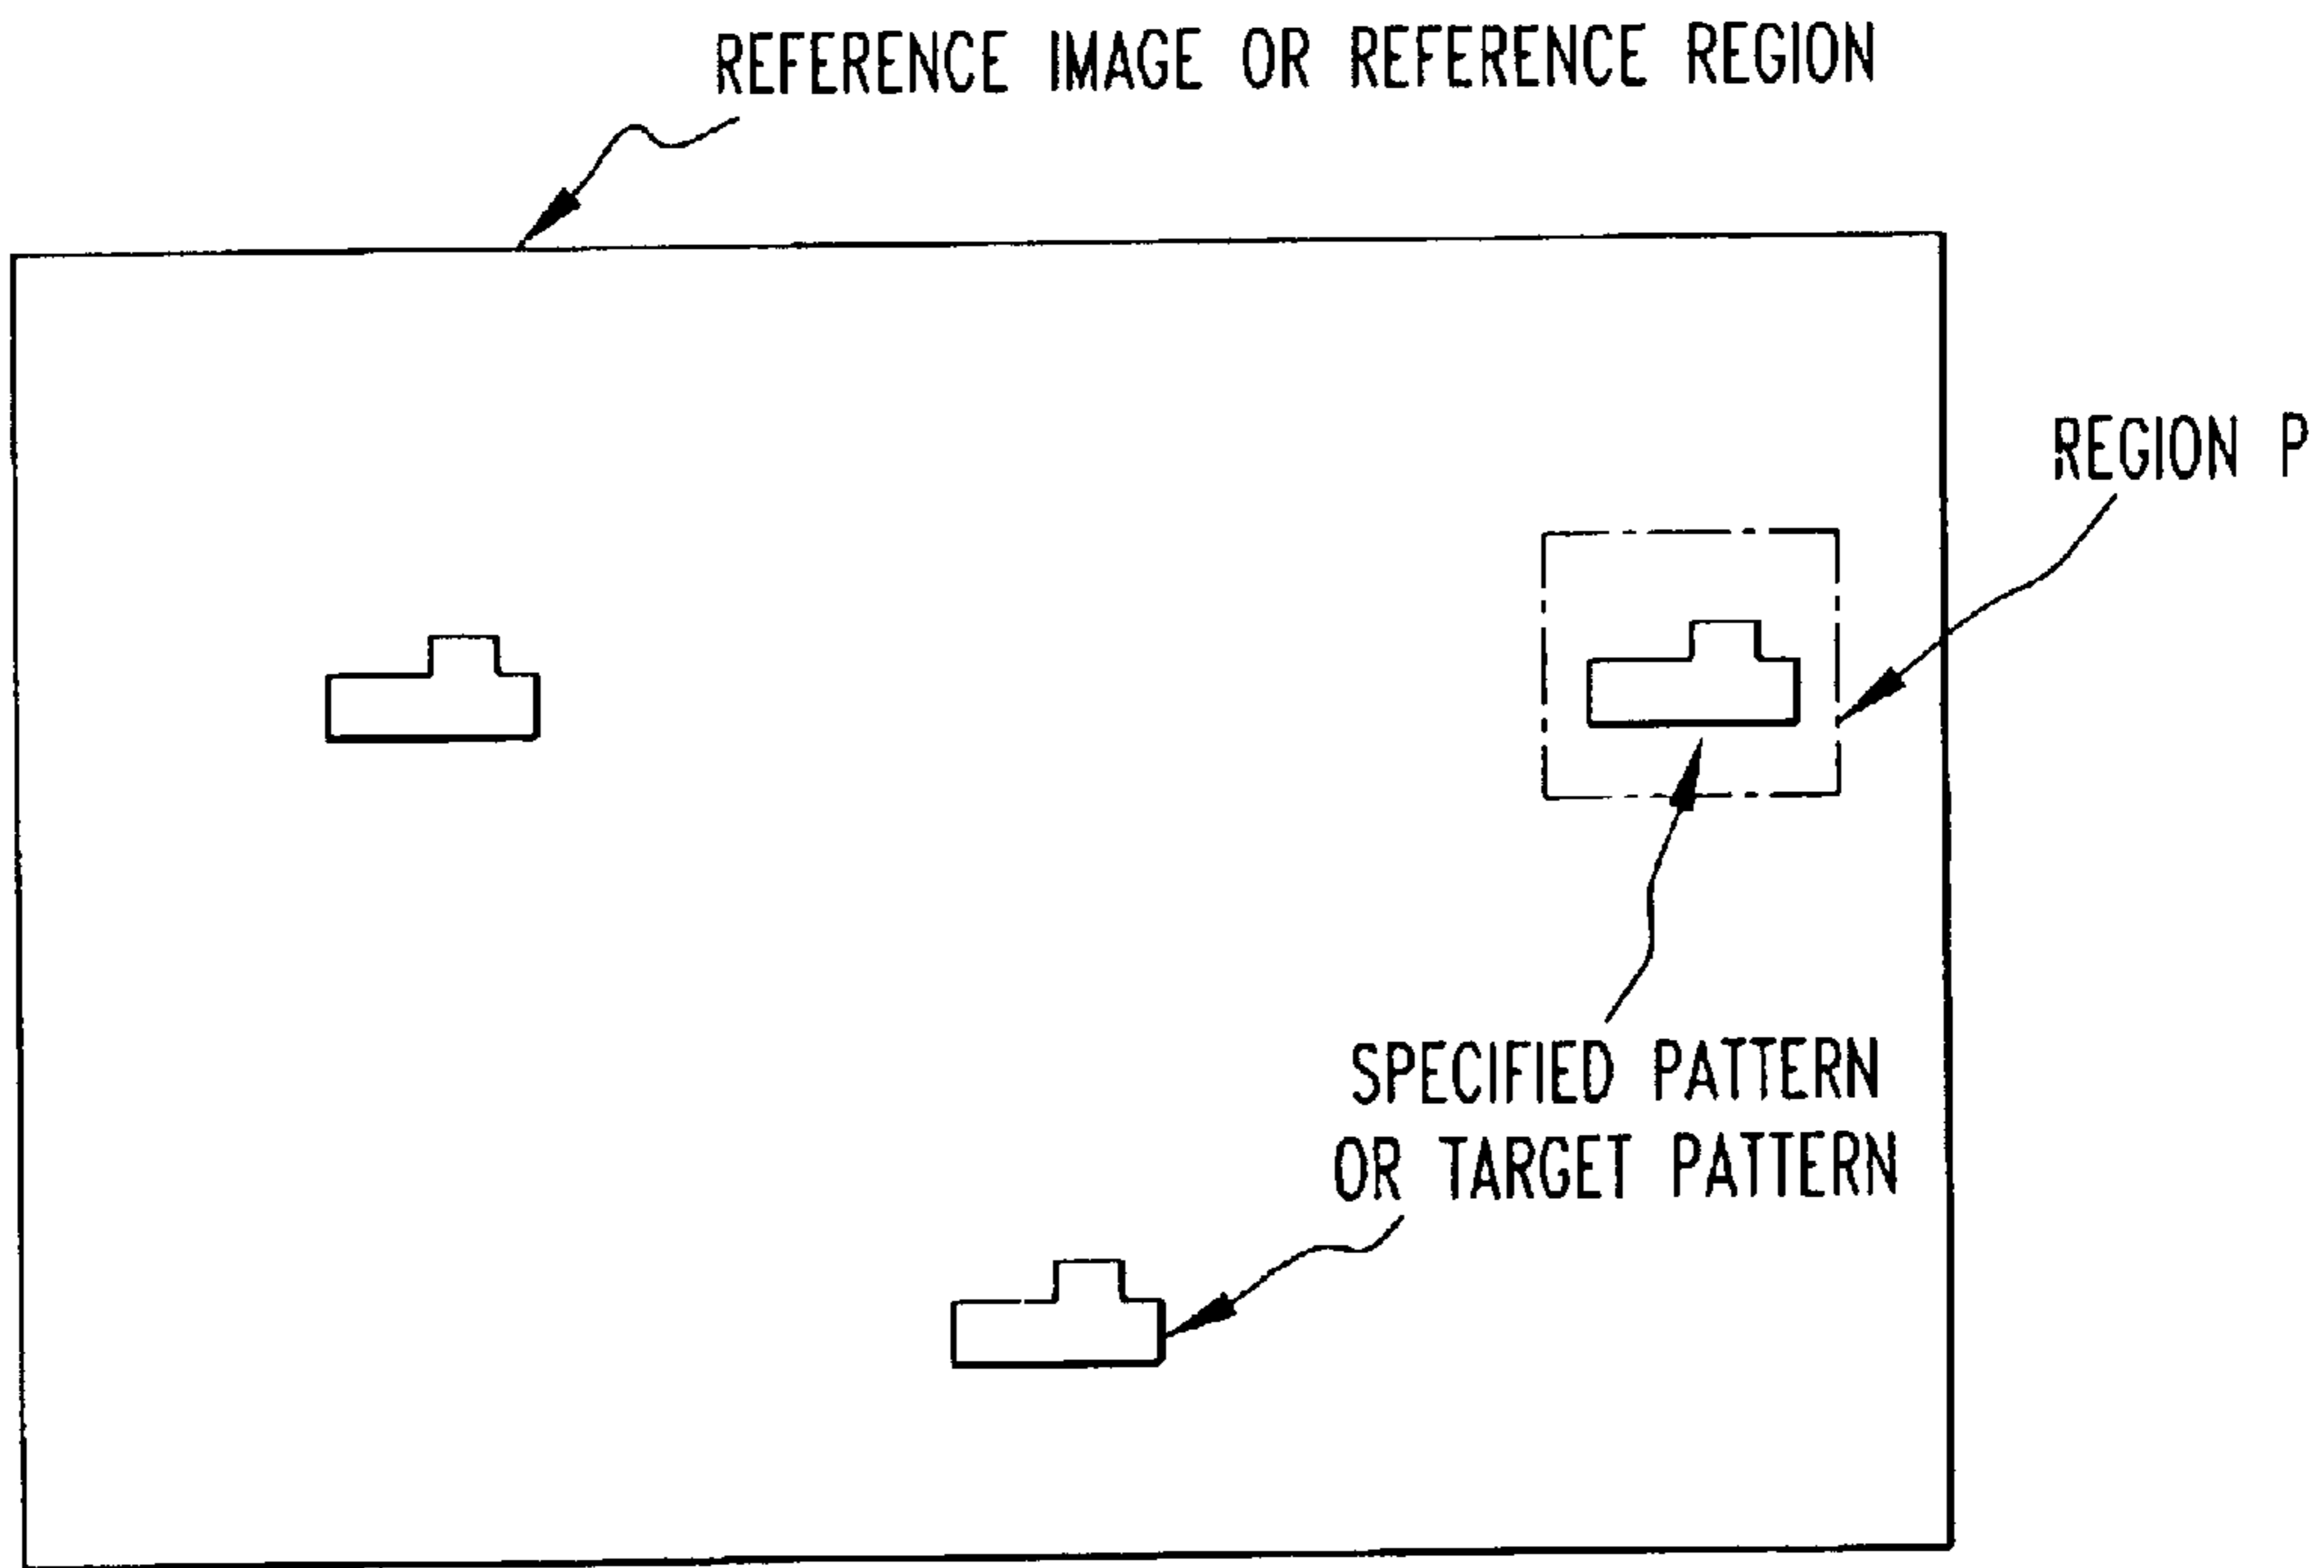 REFERENCE IMAGE OR REFERENCE REGION
REGION P
SPECIFIED PATTERN
OR TARGET PATTERN